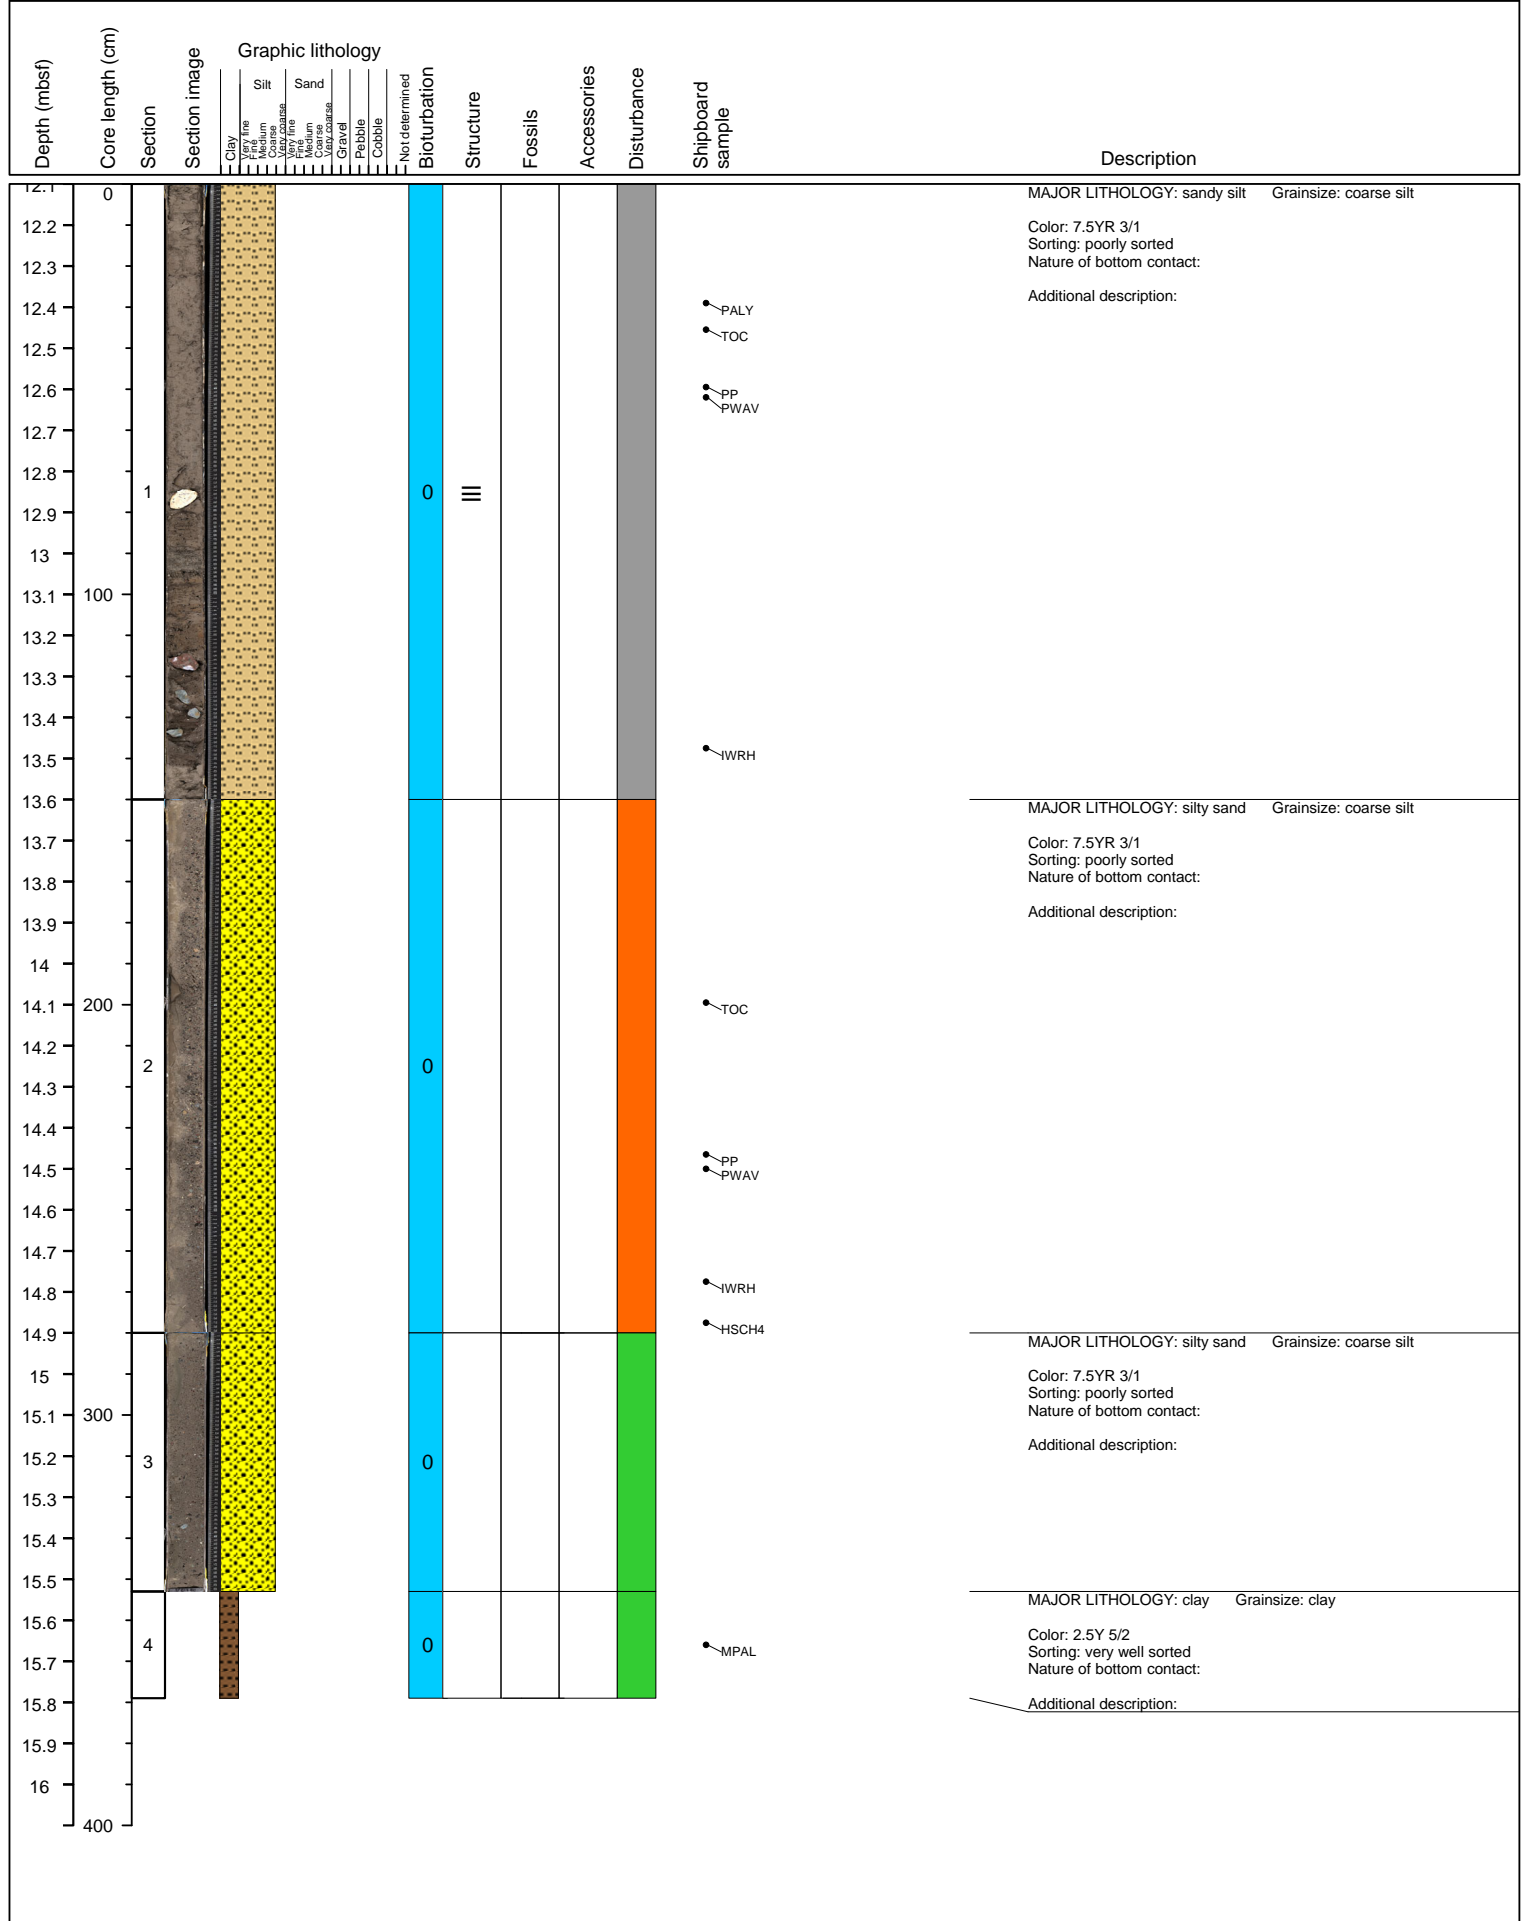 Depth (mbsf)
Core length (cm)
Section
Section image
Graphic lithology
Clay
Silt
Very fine
Fine
Medium
Coarse
Very coarse
Sand
Very fine
Fine
Medium
Coarse
Very coarse
Gravel
Pebble
Cobble
Not determined
Bioturbation
Structure
Fossils
Accessories
Disturbance
Shipboard
sample
Description
12.1
12.2
12.3
12.4
12.5
12.6
12.7
12.8
12.9
13
13.1
13.2
13.3
13.4
13.5
13.6
13.7
13.8
13.9
14
14.1
14.2
14.3
14.4
14.5
14.6
14.7
14.8
14.9
15
15.1
15.2
15.3
15.4
15.5
15.6
15.7
15.8
15.9
16
0
100
200
300
400
1
2
3
4
0
0
0
0
PALY
TOC
PP
PWAV
IWRH
TOC
PP
PWAV
IWRH
HSCH4
MPAL
MAJOR LITHOLOGY: sandy silt Grainsize: coarse silt
Color: 7.5YR 3/1
Sorting: poorly sorted
Nature of bottom contact:
Additional description:
MAJOR LITHOLOGY: silty sand Grainsize: coarse silt
Color: 7.5YR 3/1
Sorting: poorly sorted
Nature of bottom contact:
Additional description:
MAJOR LITHOLOGY: silty sand Grainsize: coarse silt
Color: 7.5YR 3/1
Sorting: poorly sorted
Nature of bottom contact:
Additional description:
MAJOR LITHOLOGY: clay Grainsize: clay
Color: 2.5Y 5/2
Sorting: very well sorted
Nature of bottom contact:
Additional description: